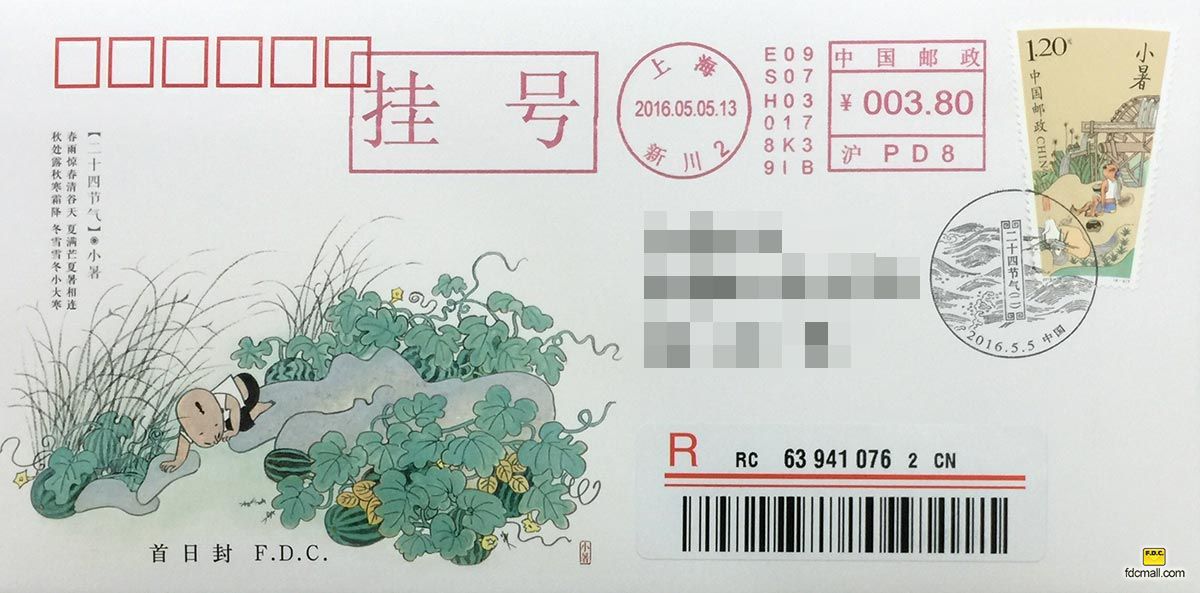 挂 号
上 海
2016.05.05.13
新 川 2
E09
S07
H03
017
8K3
9IB
中 国 邮 政
¥ 003.80
沪 PD8
1.20元
小暑
中国邮政 CHINA
【二十四节气】◉小暑
春雨惊春清谷天 夏满芒夏暑相连
秋处露秋寒霜降 冬雪雪冬小大寒
二十四节气(二)
2016.5.5 中国
R RC 63 941 076 2 CN
首 日 封 F.D.C.
小暑
F.D.C.
fdcmall.com